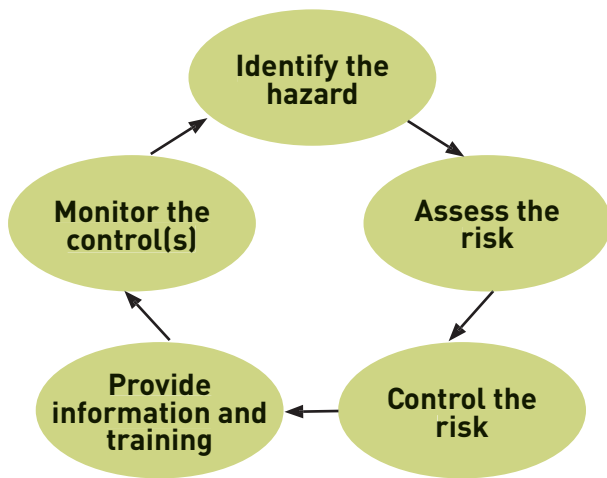 Identify the
hazard
Assess the
risk
Control the
risk
Provide
information and
training
Monitor the
control(s)